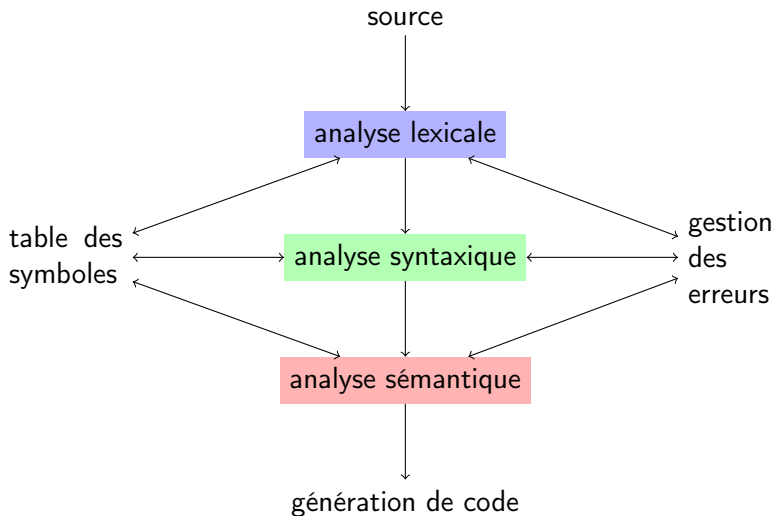 source
analyse lexicale
table des
symboles
analyse syntaxique
gestion
des
erreurs
analyse sémantique
génération de code